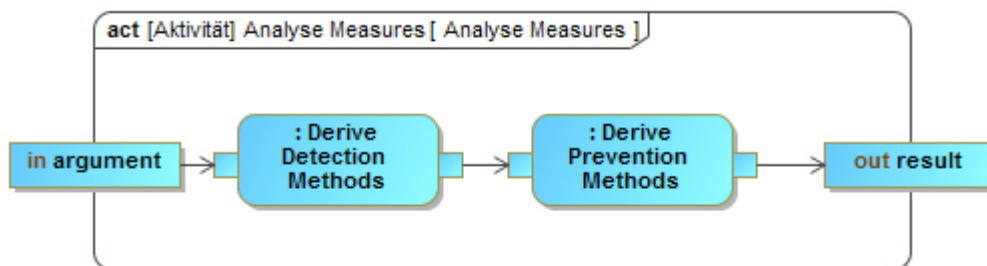 act [Aktivität] Analyse Measures [ Analyse Measures ]
in argument
: Derive
Detection
Methods
: Derive
Prevention
Methods
out result